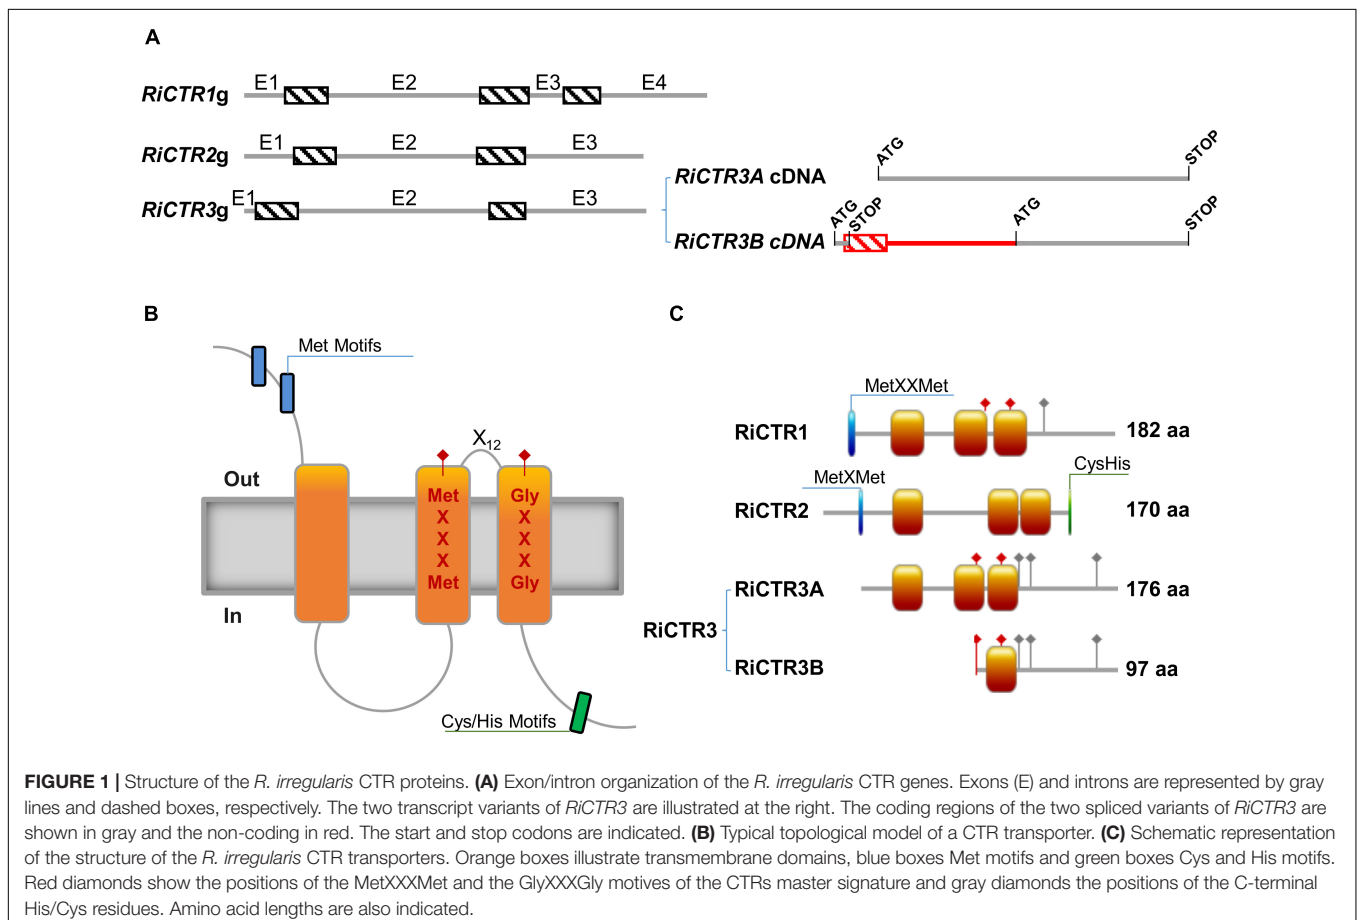 A
RiCTR1g
E1
E2
E3
E4
RiCTR2g
E1
E2
E3
RiCTR3g
E1
E2
E3
RiCTR3A cDNA
ATG
STOP
RiCTR3B cDNA
ATG
STOP
ATG
STOP
B
Met Motifs
X12
Out
Met
X
X
X
Met
Gly
X
X
X
Gly
In
Cys/His Motifs
C
MetXXMet
RiCTR1
182 aa
MetXMet
CysHis
RiCTR2
170 aa
RiCTR3
RiCTR3A
176 aa
RiCTR3B
97 aa
FIGURE 1 | Structure of the R. irregularis CTR proteins. (A) Exon/intron organization of the R. irregularis CTR genes. Exons (E) and introns are represented by gray
lines and dashed boxes, respectively. The two transcript variants of RiCTR3 are illustrated at the right. The coding regions of the two spliced variants of RiCTR3 are
shown in gray and the non-coding in red. The start and stop codons are indicated. (B) Typical topological model of a CTR transporter. (C) Schematic representation
of the structure of the R. irregularis CTR transporters. Orange boxes illustrate transmembrane domains, blue boxes Met motifs and green boxes Cys and His motifs.
Red diamonds show the positions of the MetXXXMet and the GlyXXXGly motives of the CTRs master signature and gray diamonds the positions of the C-terminal
His/Cys residues. Amino acid lengths are also indicated.